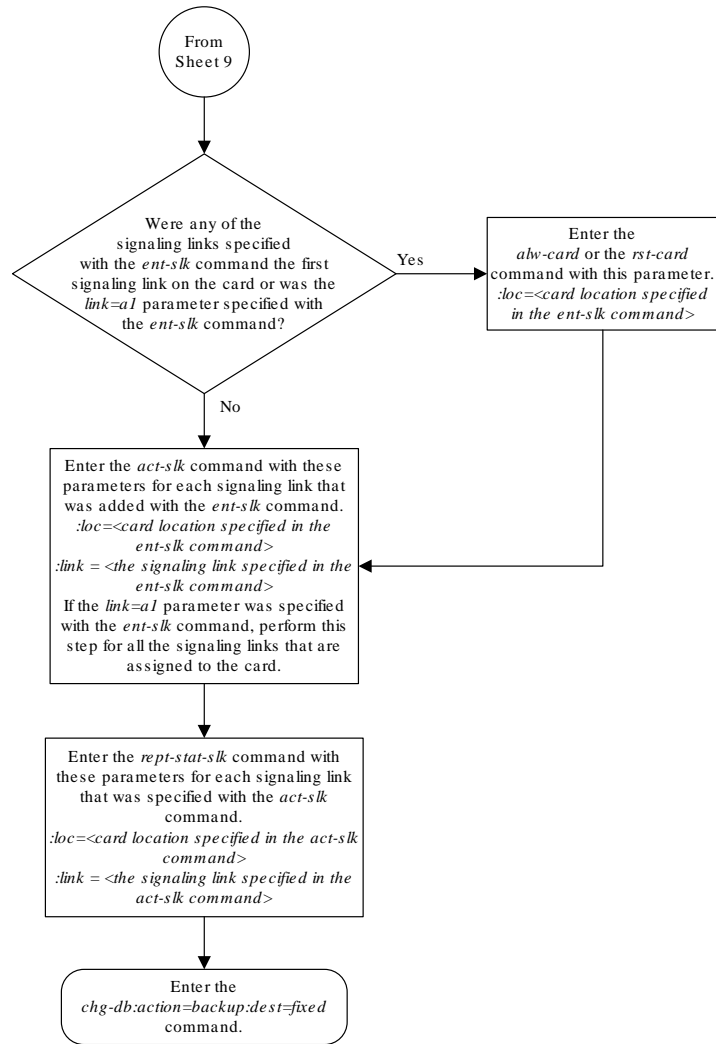 From
Sheet 9
Were any of the
signaling links specified
with the ent-slk command the first
signaling link on the card or was the
link=a1 parameter specified with
the ent-slk command?
Yes
Enter the
alw-card or the rst-card
command with this parameter.
:loc=<card location specified
in the ent-slk command>
No
Enter the act-slk command with these
parameters for each signaling link that
was added with the ent-slk command.
:loc=<card location specified in the
ent-slk command>
:link = <the signaling link specified in the
ent-slk command>
If the link=a1 parameter was specified
with the ent-slk command, perform this
step for all the signaling links that are
assigned to the card.
Enter the rept-stat-slk command with
these parameters for each signaling link
that was specified with the act-slk
command.
:loc=<card location specified in the act-slk
command>
:link = <the signaling link specified in the
act-slk command>
Enter the
chg-db:action=backup:dest=fixed
command.